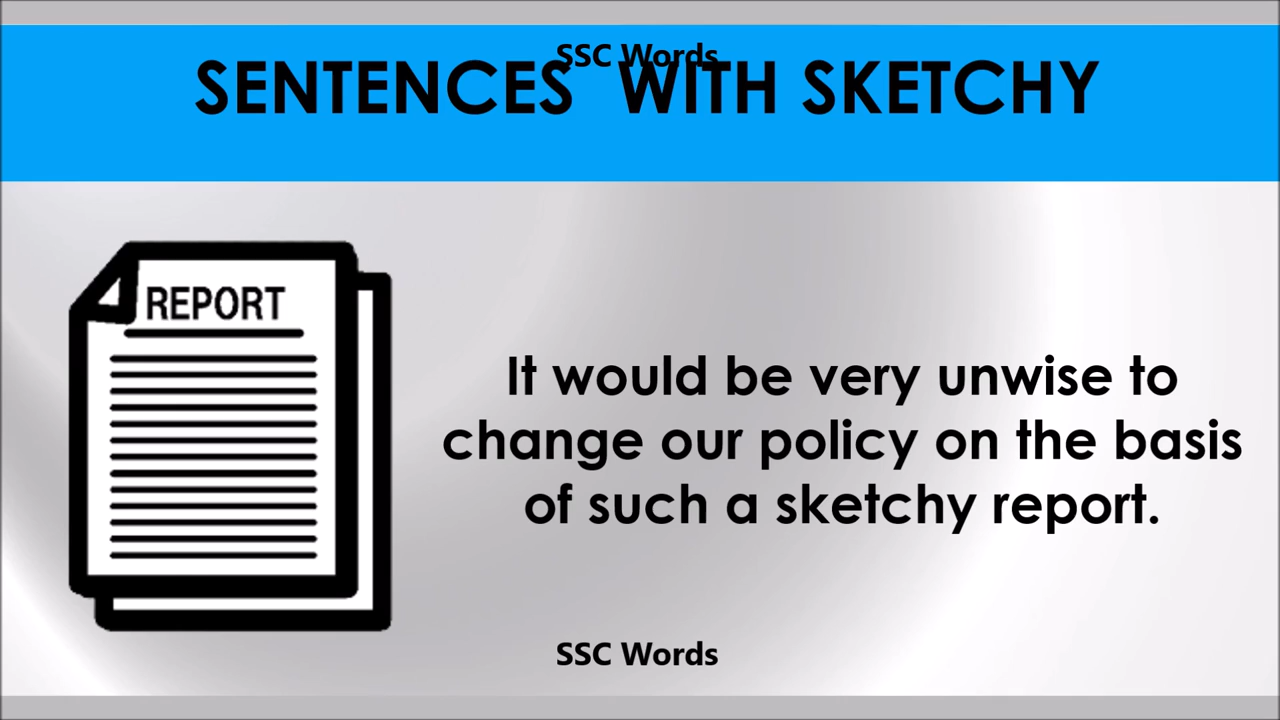 SSC Words
SENTENCES WITH SKETCHY
REPORT
It would be very unwise to
change our policy on the basis
of such a sketchy report.
SSC Words